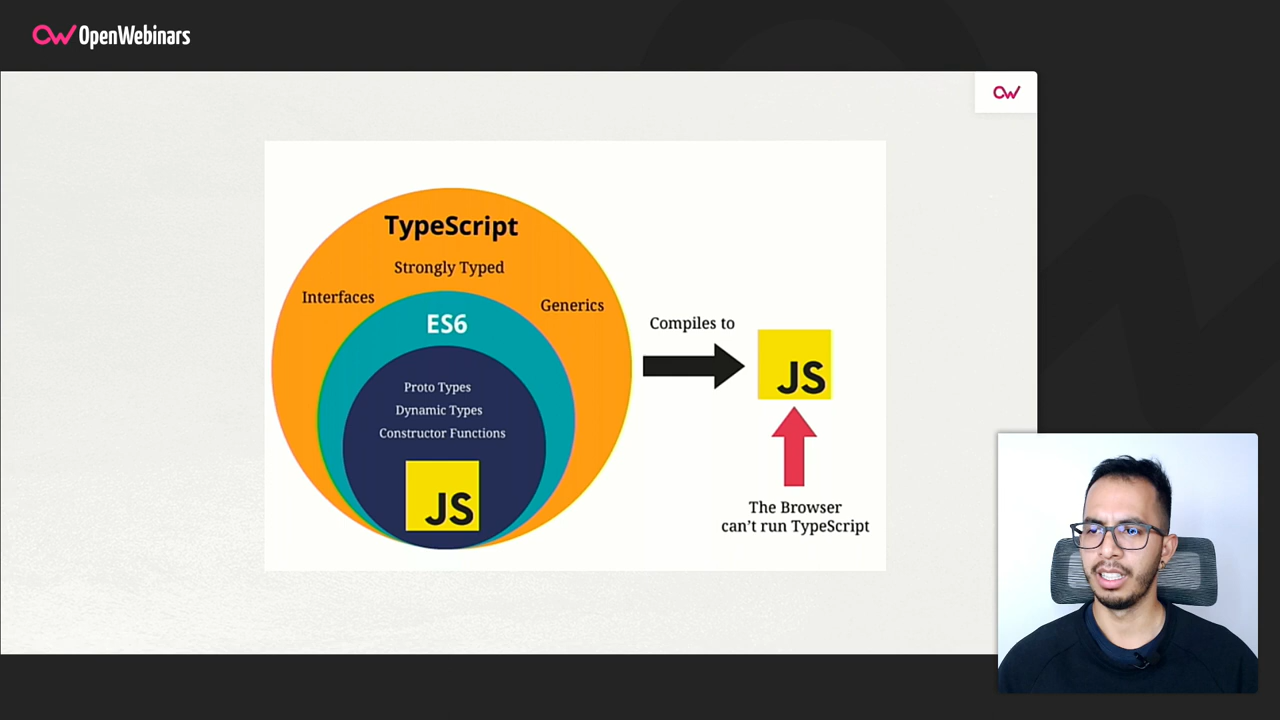 OpenWebinars
TypeScript
Strongly Typed
Interfaces
Generics
ES6
Proto Types
Dynamic Types
Constructor Functions
JS
Compiles to
JS
The Browser
can't run TypeScript